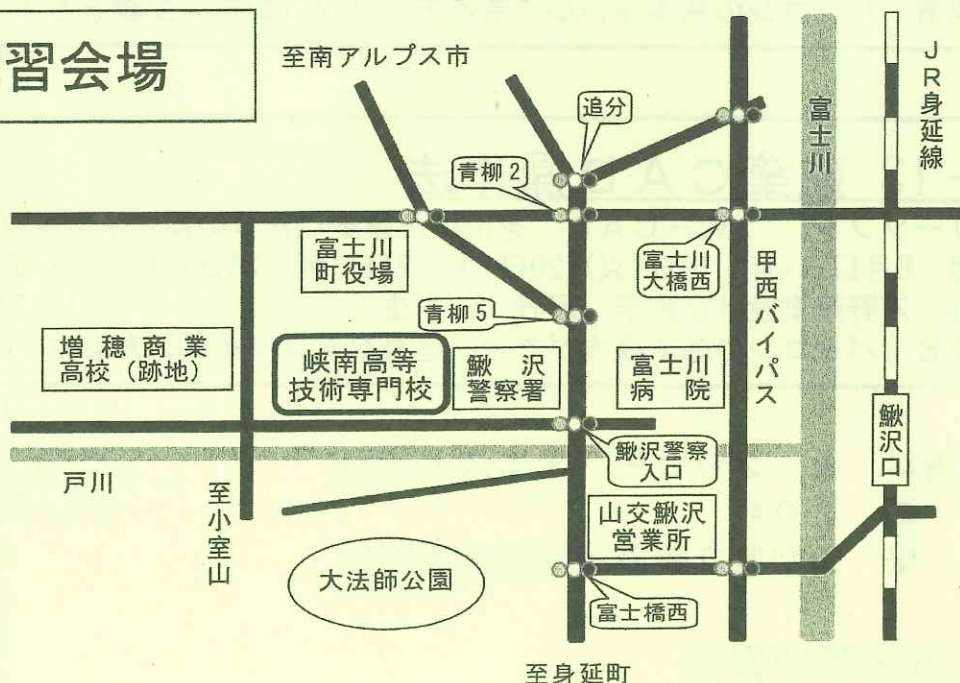 習会場
至南アルプス市
追分
青柳2
富士川
JR身延線
富士川
町役場
富士川
大橋西
甲西バイパス
青柳5
増穂商業
高校（跡地）
峡南高等
技術専門校
鰍沢
警察署
富士川
病院
鰍沢口
戸川
鰍沢警察
入口
至小室山
山交鰍沢
営業所
大法師公園
富士橋西
至身延町